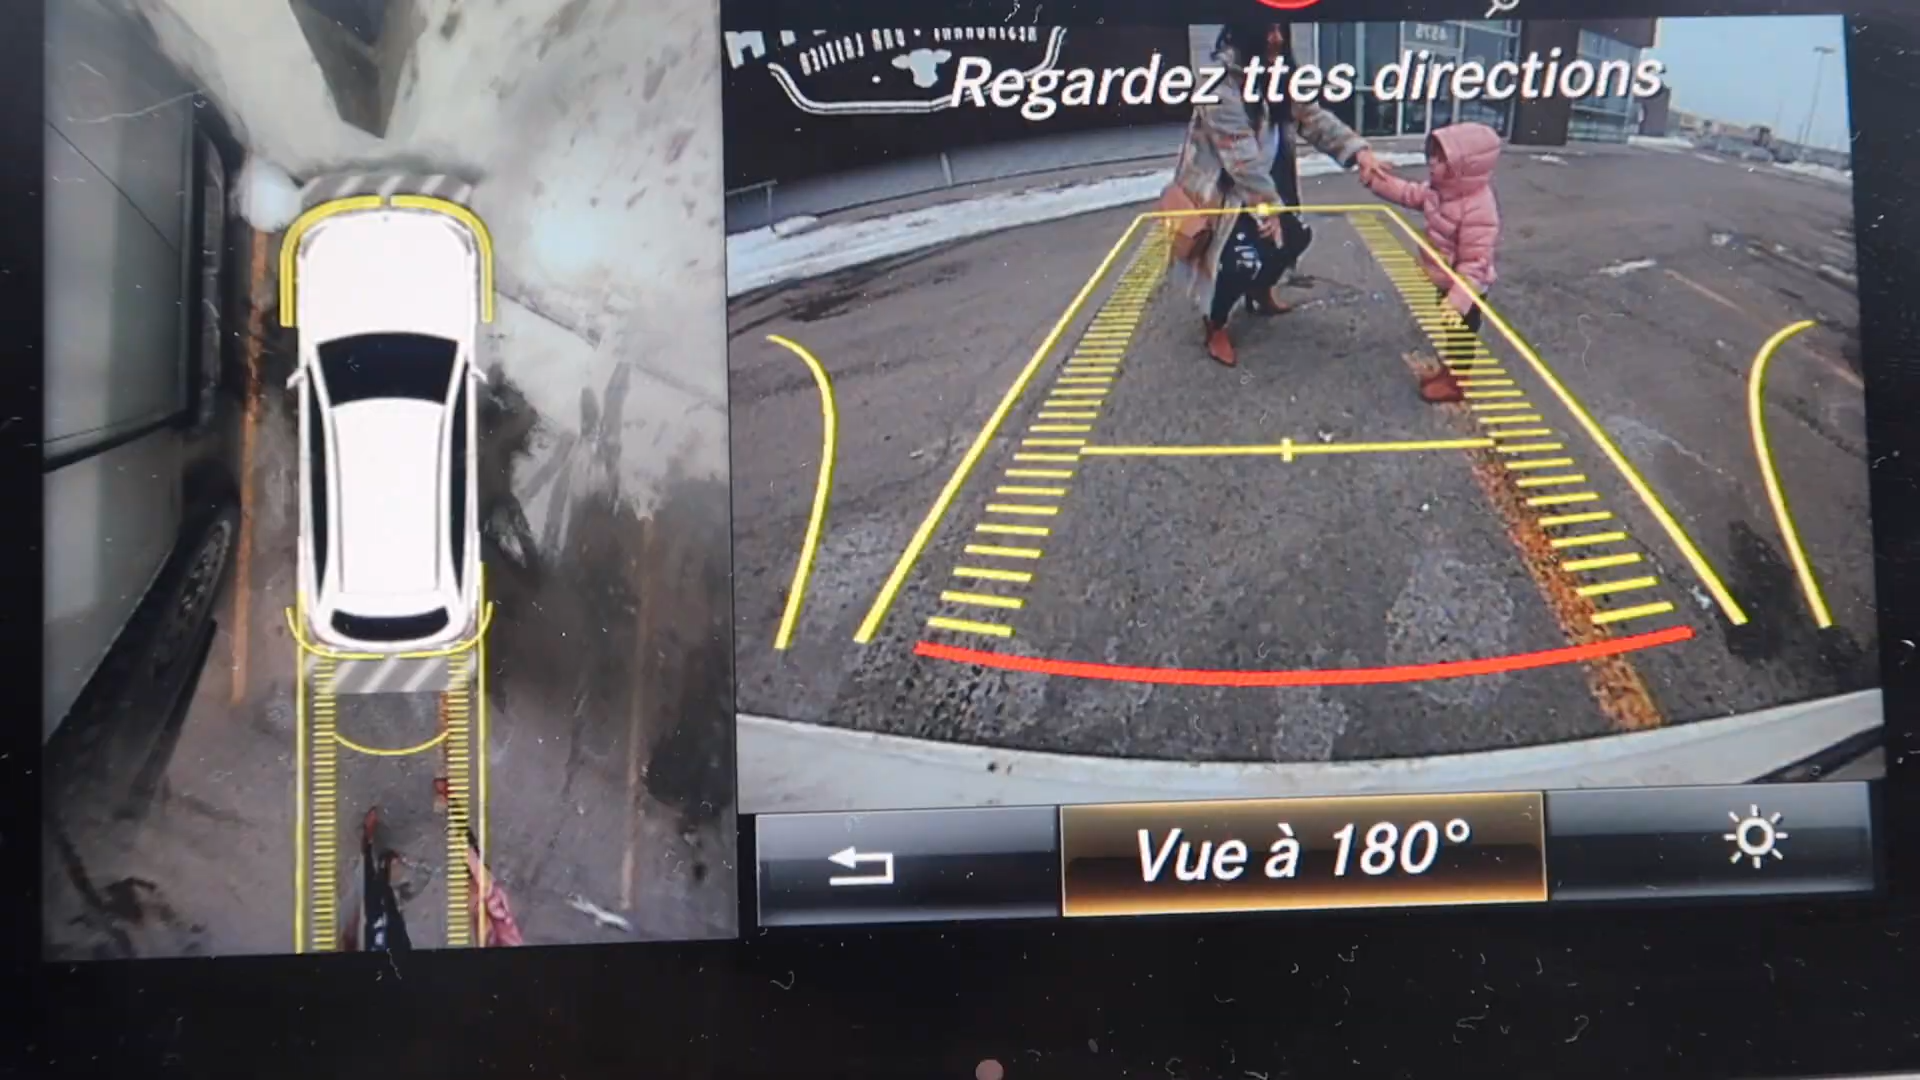 Regardez ttes directions
Vue à 180°